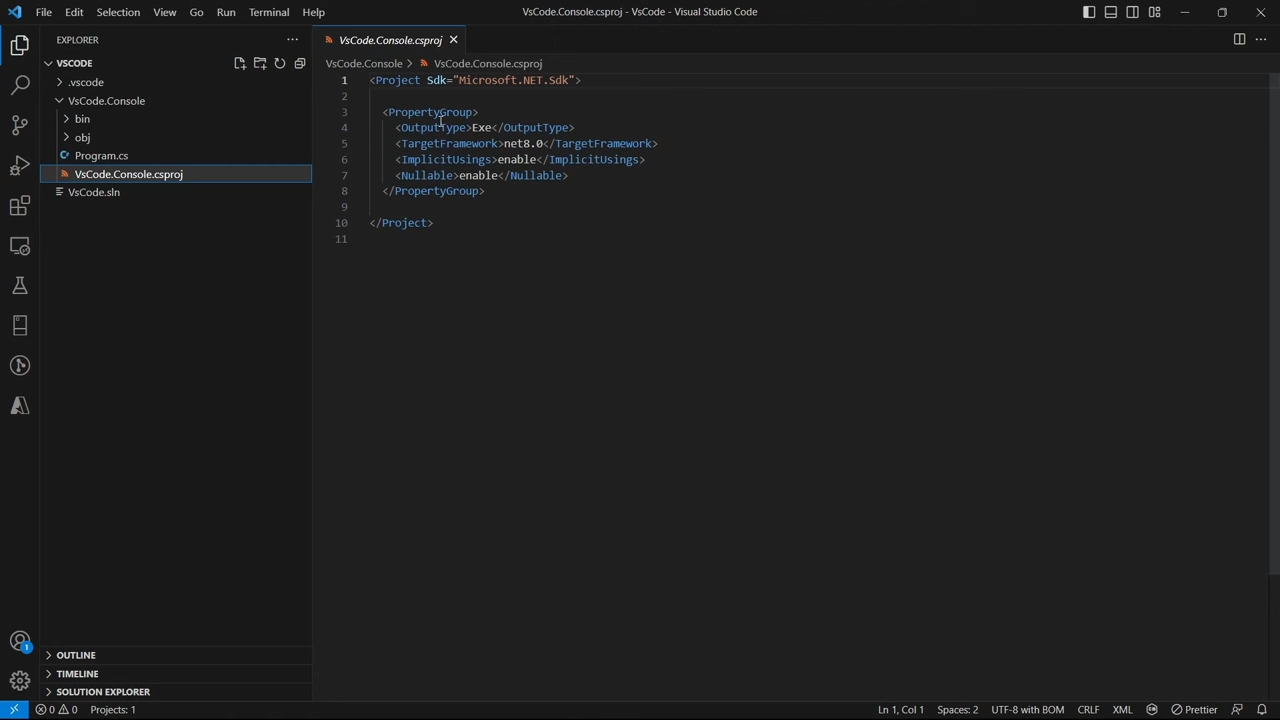 File Edit Selection View Go Run Terminal Help
VsCode.Console.csproj - VsCode - Visual Studio Code
EXPLORER
VSCODE
.vscode
VsCode.Console
bin
obj
C# Program.cs
VsCode.Console.csproj
VsCode.sln
OUTLINE
TIMELINE
SOLUTION EXPLORER
VsCode.Console.csproj
VsCode.Console > VsCode.Console.csproj
1 <Project Sdk="Microsoft.NET.Sdk">
2
3 <PropertyGroup>
4 <OutputType>Exe</OutputType>
5 <TargetFramework>net8.0</TargetFramework>
6 <ImplicitUsings>enable</ImplicitUsings>
7 <Nullable>enable</Nullable>
8 </PropertyGroup>
9
10 </Project>
11
1
0 0 Projects: 1
Ln 1, Col 1 Spaces: 2 UTF-8 with BOM CRLF XML Prettier